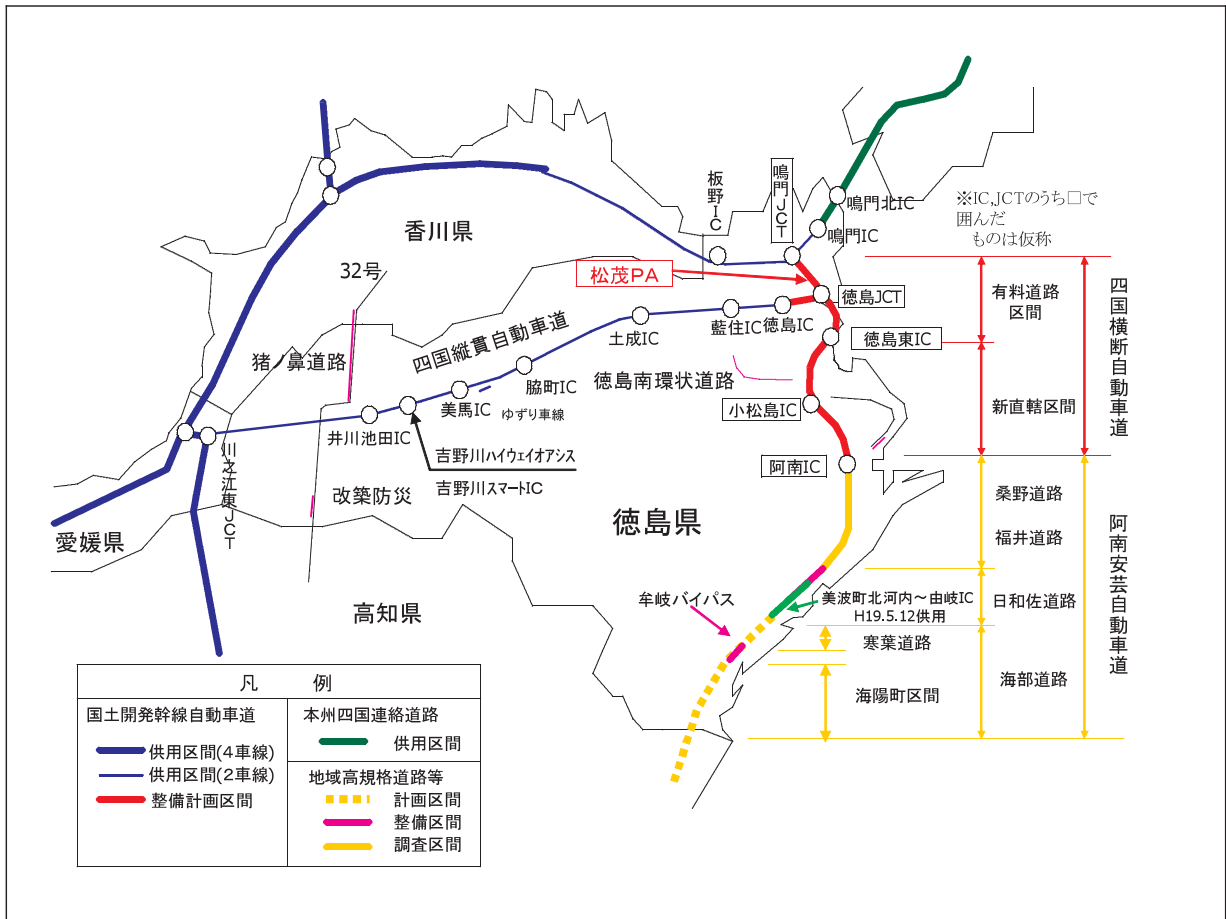 板野IC
鳴門JCT
鳴門北IC
鳴門IC
※IC,JCTのうち□で
囲んだ
ものは仮称
香川県
32号
松茂PA
徳島JCT
有料道路
区間
四国横断自動車道
四国縦貫自動車道
土成IC
藍住IC
徳島IC
徳島東IC
猪ノ鼻道路
脇町IC
徳島南環状道路
美馬IC
ゆずり車線
小松島IC
新直轄区間
井川池田IC
吉野川ハイウェイオアシス
吉野川スマートIC
川之江東JCT
阿南IC
改築防災
徳島県
桑野道路
愛媛県
福井道路
阿南安芸自動車道
高知県
牟岐バイパス
美波町北河内～由岐IC
H19.5.12供用
日和佐道路
寒葉道路
海陽町区間
海部道路
凡 例
国土開発幹線自動車道
供用区間(4車線)
供用区間(2車線)
整備計画区間
本州四国連絡道路
供用区間
地域高規格道路等
計画区間
整備区間
調査区間